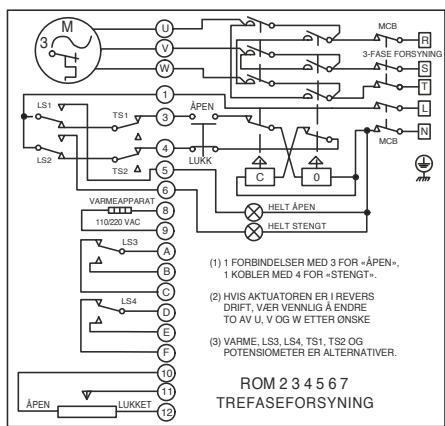 M
3
U
V
W
MCB
R
3-FASE FORSYNING
S
T
L
N
MCB
1
LS1
TS1
3
ÅPEN
LS2
TS2
4
LUKK
5
6
C
0
HELT ÅPEN
HELT STENGT
VARMEAPPARAT
8
110/220 VAC
9
LS3
A
B
C
LS4
D
E
F
10
11
ÅPEN
LUKKET
12
(1) 1 FORBINDELSER MED 3 FOR «ÅPEN»,
1 KOBLER MED 4 FOR «STENGT».
(2) HVIS AKTUATOREN ER I REVERS
DRIFT, VÆR VENNLIG Å ENDRE
TO AV U, V OG W ETTER ØNSKE
(3) VARME, LS3, LS4, TS1, TS2 OG
POTENSIOMETER ER ALTERNATIVER.
ROM 2 3 4 5 6 7
TREFASEFORSYNING